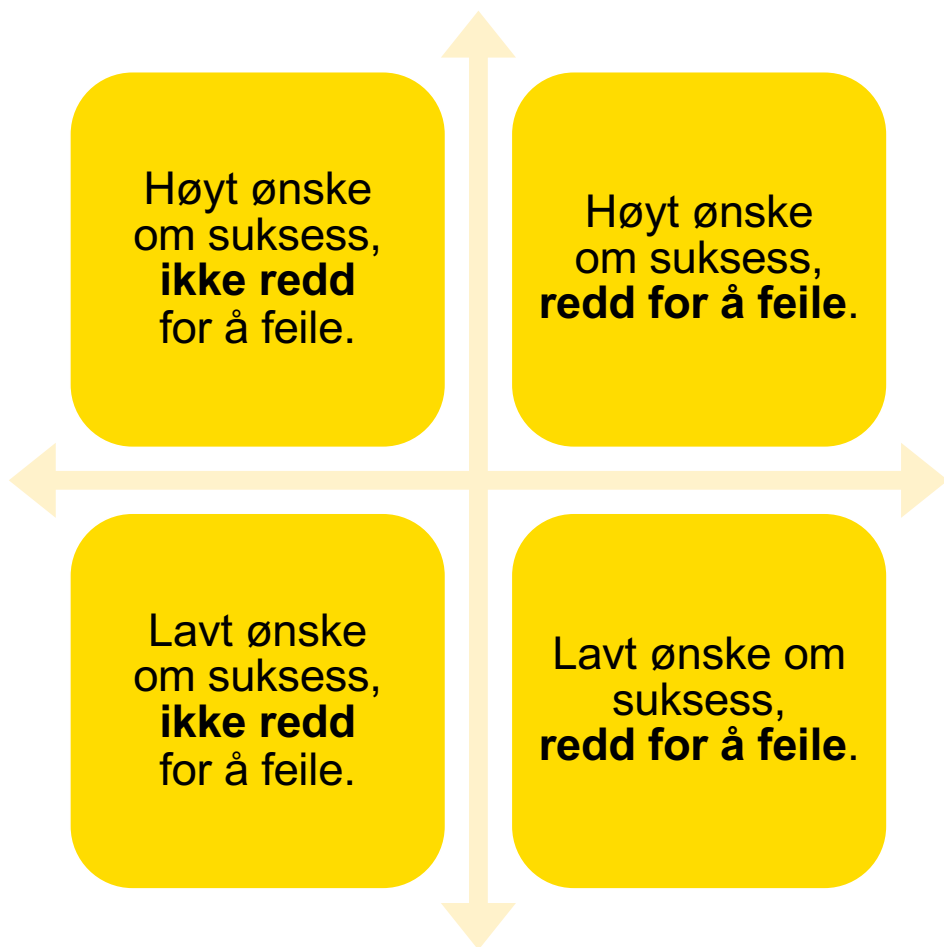 Høyt ønske
om suksess,
ikke redd
for å feile.
Høyt ønske
om suksess,
redd for å feile.
Lavt ønske
om suksess,
ikke redd
for å feile.
Lavt ønske om
suksess,
redd for å feile.